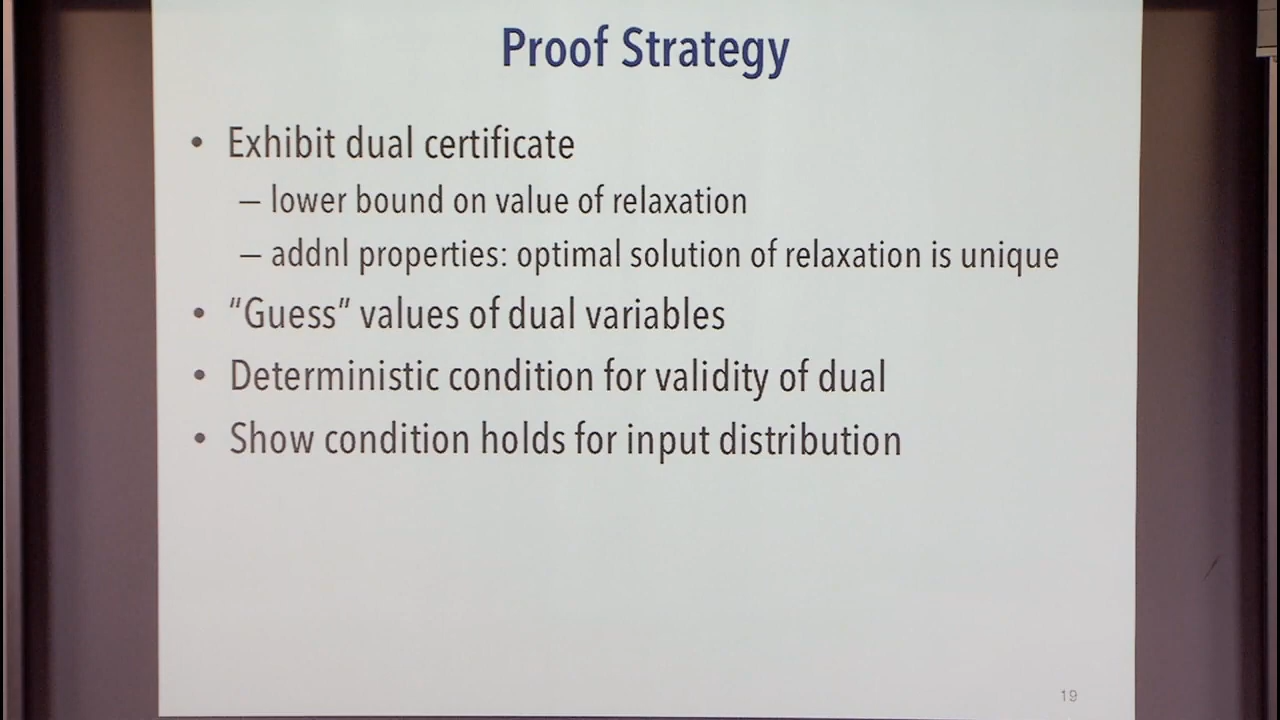 Proof Strategy
• Exhibit dual certificate
– lower bound on value of relaxation
– addnl properties: optimal solution of relaxation is unique
• “Guess” values of dual variables
• Deterministic condition for validity of dual
• Show condition holds for input distribution
19